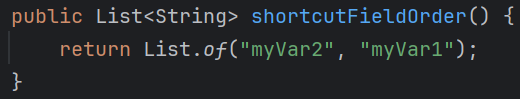 public List<String> shortcutFieldOrder() {
    return List.of("myVar2", "myVar1");
}